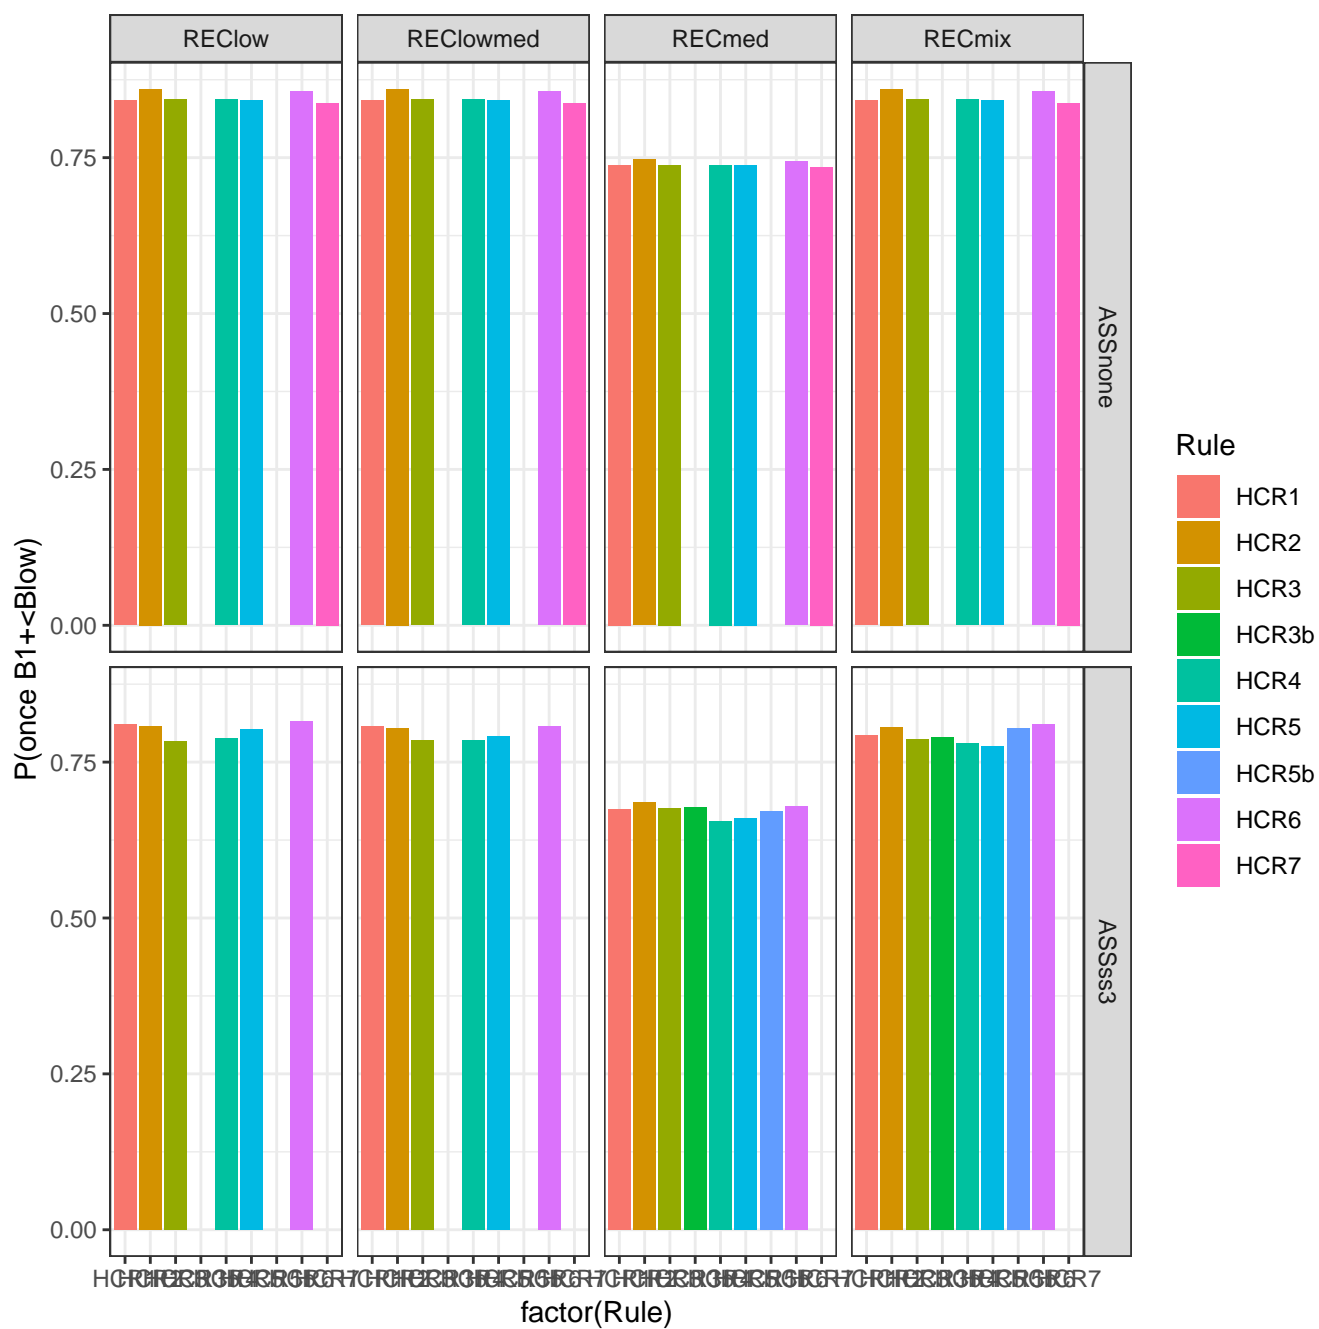 REClow REClowmed RECmed RECmix
ASSnone
0.75
0.50
0.25
0.00
ASSss3
0.75
0.50
0.25
0.00
P(once B1+<Blow)
factor(Rule)
Rule
HCR1
HCR2
HCR3
HCR3b
HCR4
HCR5
HCR5b
HCR6
HCR7